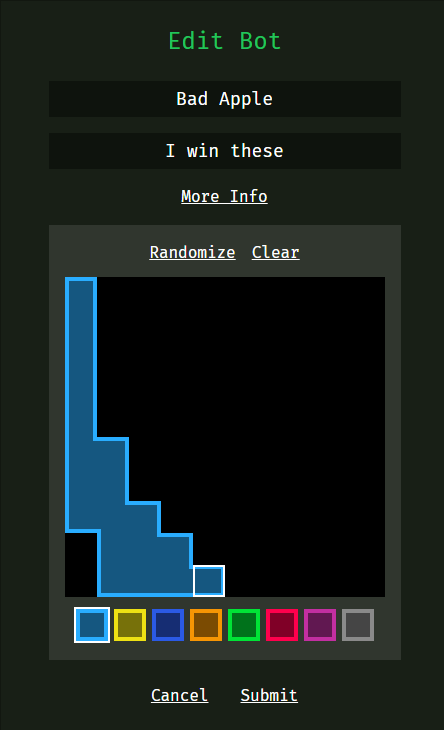 Edit Bot
Bad Apple
I win these
More Info
Randomize Clear
Cancel Submit